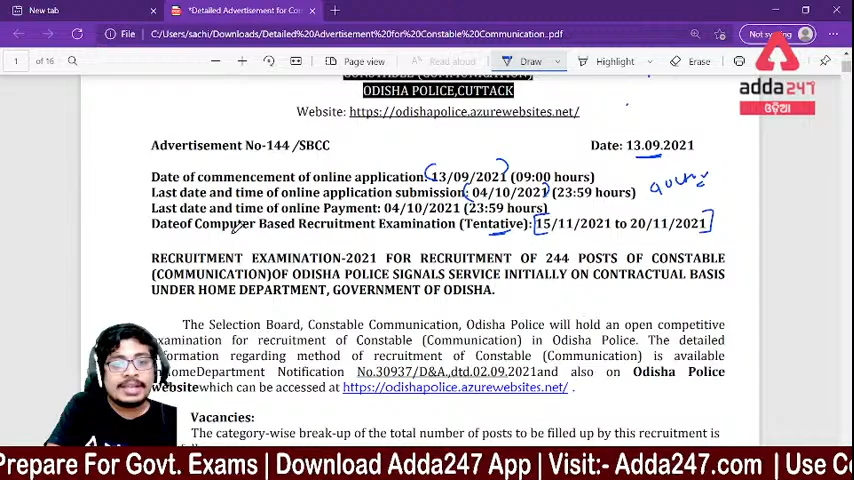 New tab
*Detailed Advertisement for Con
File
C:/Users/sachi/Downloads/Detailed%20Advertisement%20for%20Constable%20Communication.pdf
Not syncing
1 of 16
Page view
Read aloud
Draw
Highlight
Erase
adda247
ଓଡ଼ିଆ
CONSTABLE (COMMUNICATION)
ODISHA POLICE,CUTTACK
Website: https://odishapolice.azurewebsites.net/
Advertisement No-144 /SBCC Date: 13.09.2021
Date of commencement of online application: 13/09/2021 (09:00 hours)
Last date and time of online application submission: 04/10/2021 (23:59 hours)
Last date and time of online Payment: 04/10/2021 (23:59 hours)
Dateof Computer Based Recruitment Examination (Tentative): 15/11/2021 to 20/11/2021
RECRUITMENT EXAMINATION-2021 FOR RECRUITMENT OF 244 POSTS OF CONSTABLE
(COMMUNICATION)OF ODISHA POLICE SIGNALS SERVICE INITIALLY ON CONTRACTUAL BASIS
UNDER HOME DEPARTMENT, GOVERNMENT OF ODISHA.
The Selection Board, Constable Communication, Odisha Police will hold an open competitive
examination for recruitment of Constable (Communication) in Odisha Police. The detailed
information regarding method of recruitment of Constable (Communication) is available
inHomeDepartment Notification No.30937/D&A,dtd.02.09.2021and also on Odisha Police
websitewhich can be accessed at https://odishapolice.azurewebsites.net/ .
Vacancies:
The category-wise break-up of the total number of posts to be filled up by this recruitment is
Prepare For Govt. Exams | Download Adda247 App | Visit:- Adda247.com | Use Co